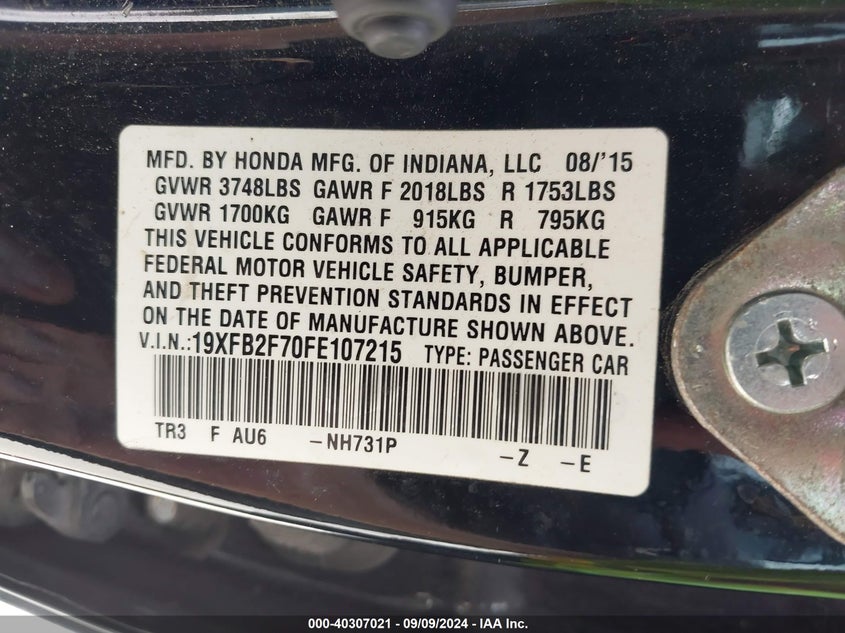 MFD. BY HONDA MFG. OF INDIANA, LLC 08/'15
GVWR 3748LBS GAWR F 2018LBS R 1753LBS
GVWR 1700KG GAWR F 915KG R 795KG
THIS VEHICLE CONFORMS TO ALL APPLICABLE
FEDERAL MOTOR VEHICLE SAFETY, BUMPER,
AND THEFT PREVENTION STANDARDS IN EFFECT
ON THE DATE OF MANUFACTURE SHOWN ABOVE.
V.I.N.:19XFB2F70FE107215 TYPE: PASSENGER CAR
TR3 F AU6 -NH731P -Z -E
000-40307021 - 09/09/2024 - IAA Inc.